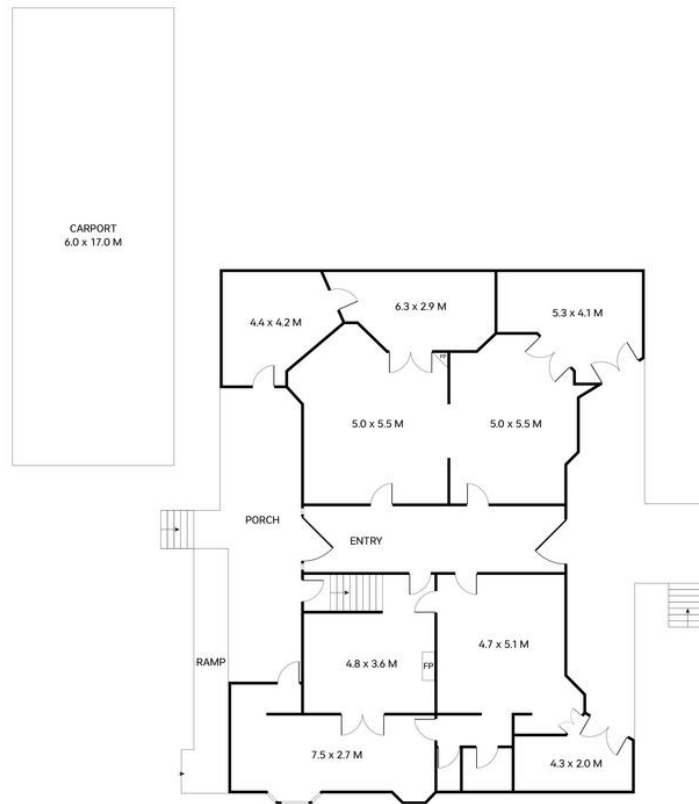 CARPORT
6.0 x 17.0 M
4.4 x 4.2 M
6.3 x 2.9 M
5.3 x 4.1 M
FP
5.0 x 5.5 M
5.0 x 5.5 M
PORCH
ENTRY
RAMP
4.8 x 3.6 M
FP
4.7 x 5.1 M
7.5 x 2.7 M
4.3 x 2.0 M